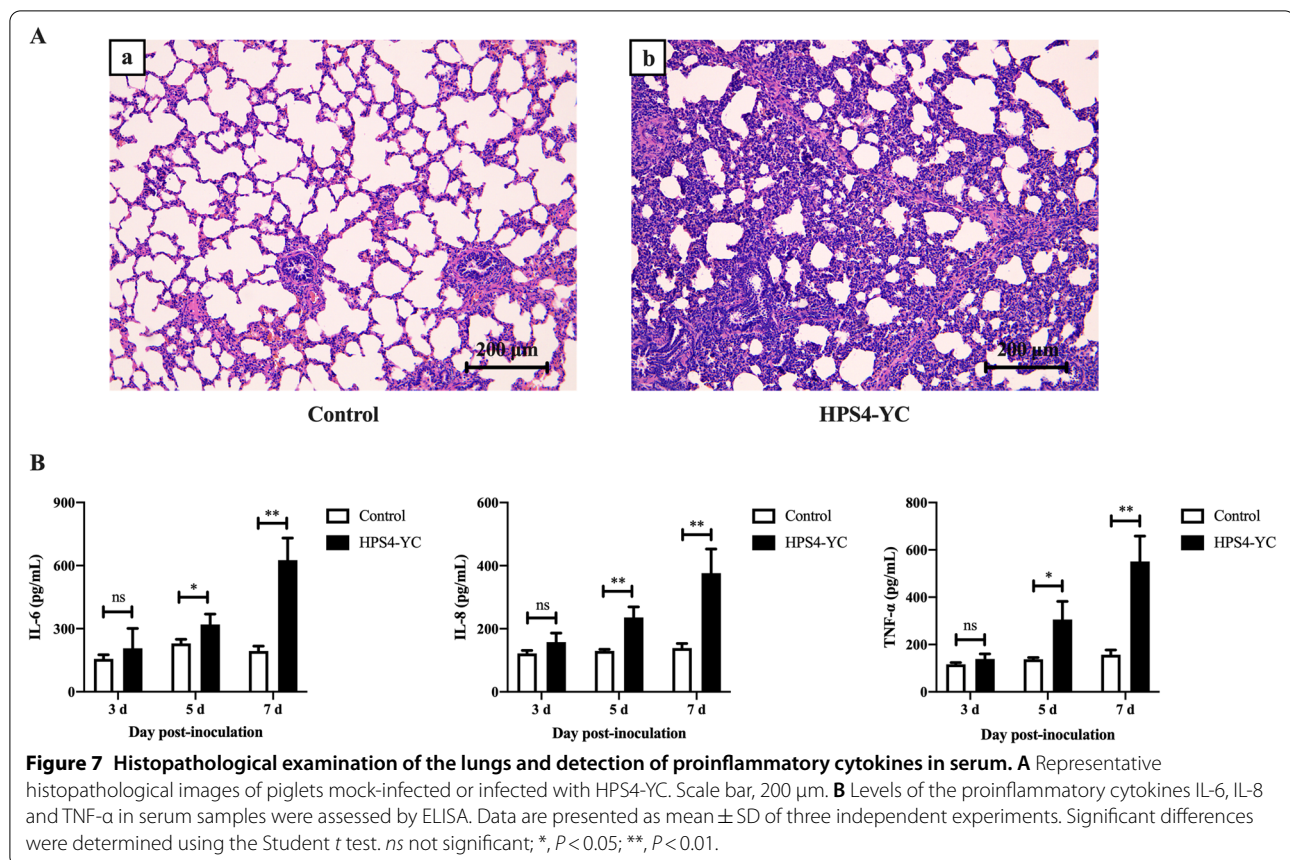 A
a
b
200 µm
200 µm
Control
HPS4-YC
B
900
600
300
0
IL-6 (pg/mL)
ns
*
**
3 d
5 d
7 d
Day post-inoculation
Control
HPS4-YC
600
400
200
0
IL-8 (pg/mL)
ns
**
**
3 d
5 d
7 d
Day post-inoculation
Control
HPS4-YC
800
600
400
200
0
TNF-α (pg/mL)
ns
*
**
3 d
5 d
7 d
Day post-inoculation
Control
HPS4-YC
Figure 7 Histopathological examination of the lungs and detection of proinflammatory cytokines in serum. A Representative
histopathological images of piglets mock-infected or infected with HPS4-YC. Scale bar, 200 µm. B Levels of the proinflammatory cytokines IL-6, IL-8
and TNF-α in serum samples were assessed by ELISA. Data are presented as mean ± SD of three independent experiments. Significant differences
were determined using the Student t test. ns not significant; *, P < 0.05; **, P < 0.01.